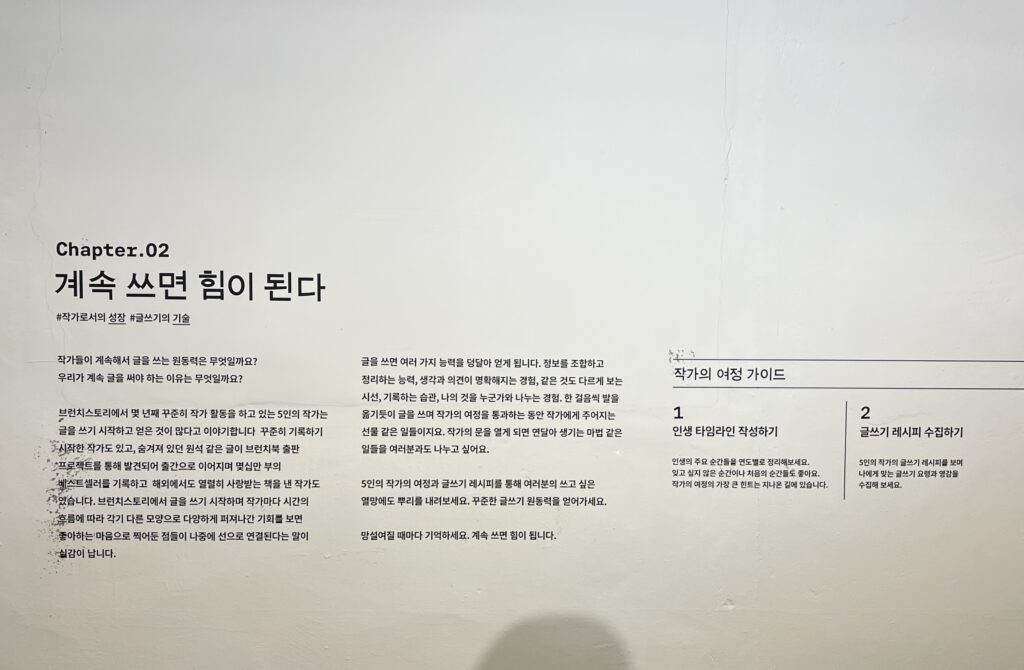 Chapter.02
계속 쓰면 힘이 된다
#작가로서의 성장 #글쓰기의 기술
작가들이 계속해서 글을 쓰는 원동력은 무엇일까요?
우리가 계속 글을 써야 하는 이유는 무엇일까요?
브런치스토리에서 몇 년째 꾸준히 작가 활동을 하고 있는 5인의 작가는
글을 쓰기 시작하고 얻은 것이 많다고 이야기합니다 꾸준히 기록하기
시작한 작가도 있고, 숨겨져 있던 원석 같은 글이 브런치북 출판
프로젝트를 통해 발견되어 출간으로 이어지며 몇십만 부의
베스트셀러를 기록하고 해외에서도 열렬히 사랑받는 책을 낸 작가도
있습니다. 브런치스토리에서 글을 쓰기 시작하며 작가마다 시간의
흐름에 따라 각기 다른 모양으로 다양하게 퍼져나간 기회를 보면
좋아하는 마음으로 찍어둔 점들이 나중에 선으로 연결된다는 말이
실감이 납니다.
글을 쓰면 여러 가지 능력을 덩달아 얻게 됩니다. 정보를 조합하고
정리하는 능력, 생각과 의견이 명확해지는 경험, 같은 것도 다르게 보는
시선, 기록하는 습관, 나의 것을 누군가와 나누는 경험. 한 걸음씩 발을
옮기듯이 글을 쓰며 작가의 여정을 통과하는 동안 작가에게 주어지는
선물 같은 일들이지요. 작가의 문을 열게 되면 연달아 생기는 마법 같은
일들을 여러분과도 나누고 싶어요.
5인의 작가의 여정과 글쓰기 레시피를 통해 여러분의 쓰고 싶은
열망에도 뿌리를 내려보세요. 꾸준한 글쓰기 원동력을 얻어가세요.
망설여질 때마다 기억하세요. 계속 쓰면 힘이 됩니다.
작가의 여정 가이드
1
인생 타임라인 작성하기
인생의 주요 순간들을 연도별로 정리해보세요.
잊고 싶지 않은 순간이나 처음의 순간들도 좋아요.
작가의 여정의 가장 큰 힌트는 지나온 길에 있습니다.
2
글쓰기 레시피 수집하기
5인의 작가의 글쓰기 레시피를 보며
나에게 맞는 글쓰기 요령과 영감을
수집해 보세요.